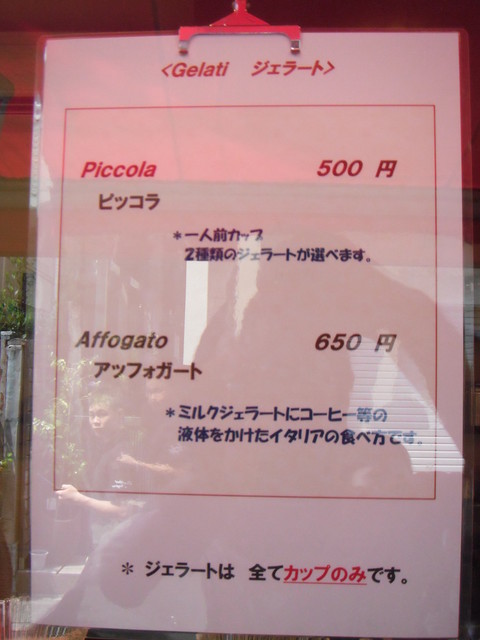 <Gelati ジェラート>
Piccola 500 円
ピッコラ
*一人前カップ
2種類のジェラートが選べます。
Affogato 650 円
アッフォガート
*ミルクジェラートにコーヒー等の
液体をかけたイタリアの食べ方です。
* ジェラートは 全てカップのみです。